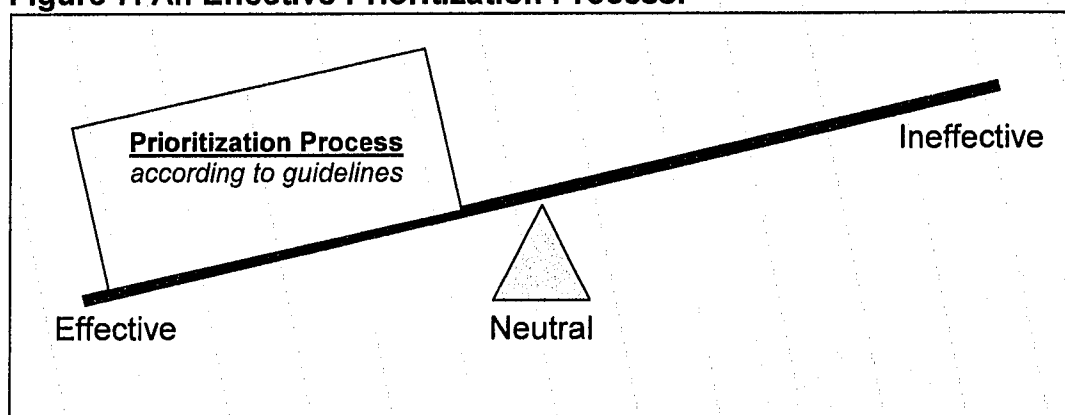 Figure 7. An Effective Prioritization Process.
Prioritization Process
according to guidelines
Ineffective
Effective
Neutral